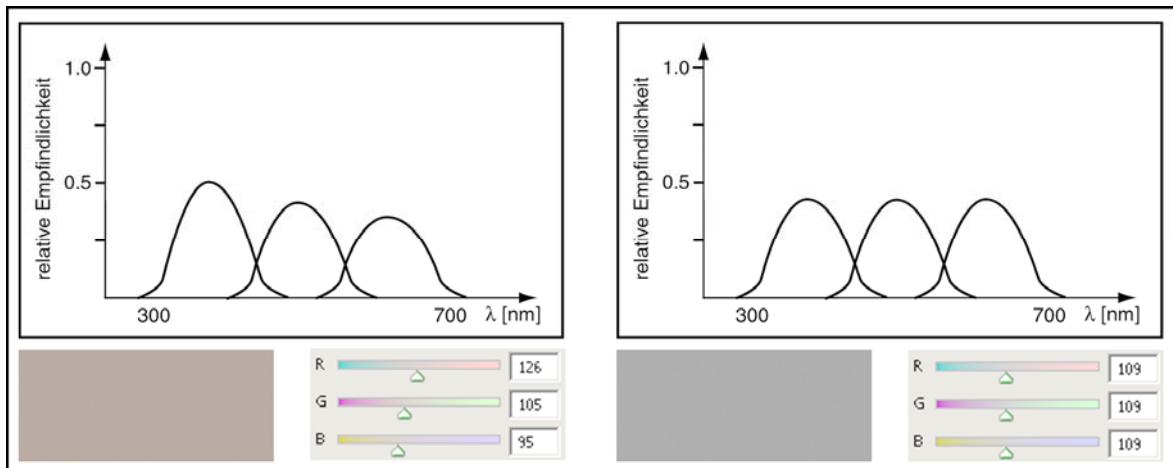 relative Empfindlichkeit
1.0
0.5
300 700 λ [nm]
R 126
G 105
B 95
relative Empfindlichkeit
1.0
0.5
300 700 λ [nm]
R 109
G 109
B 109